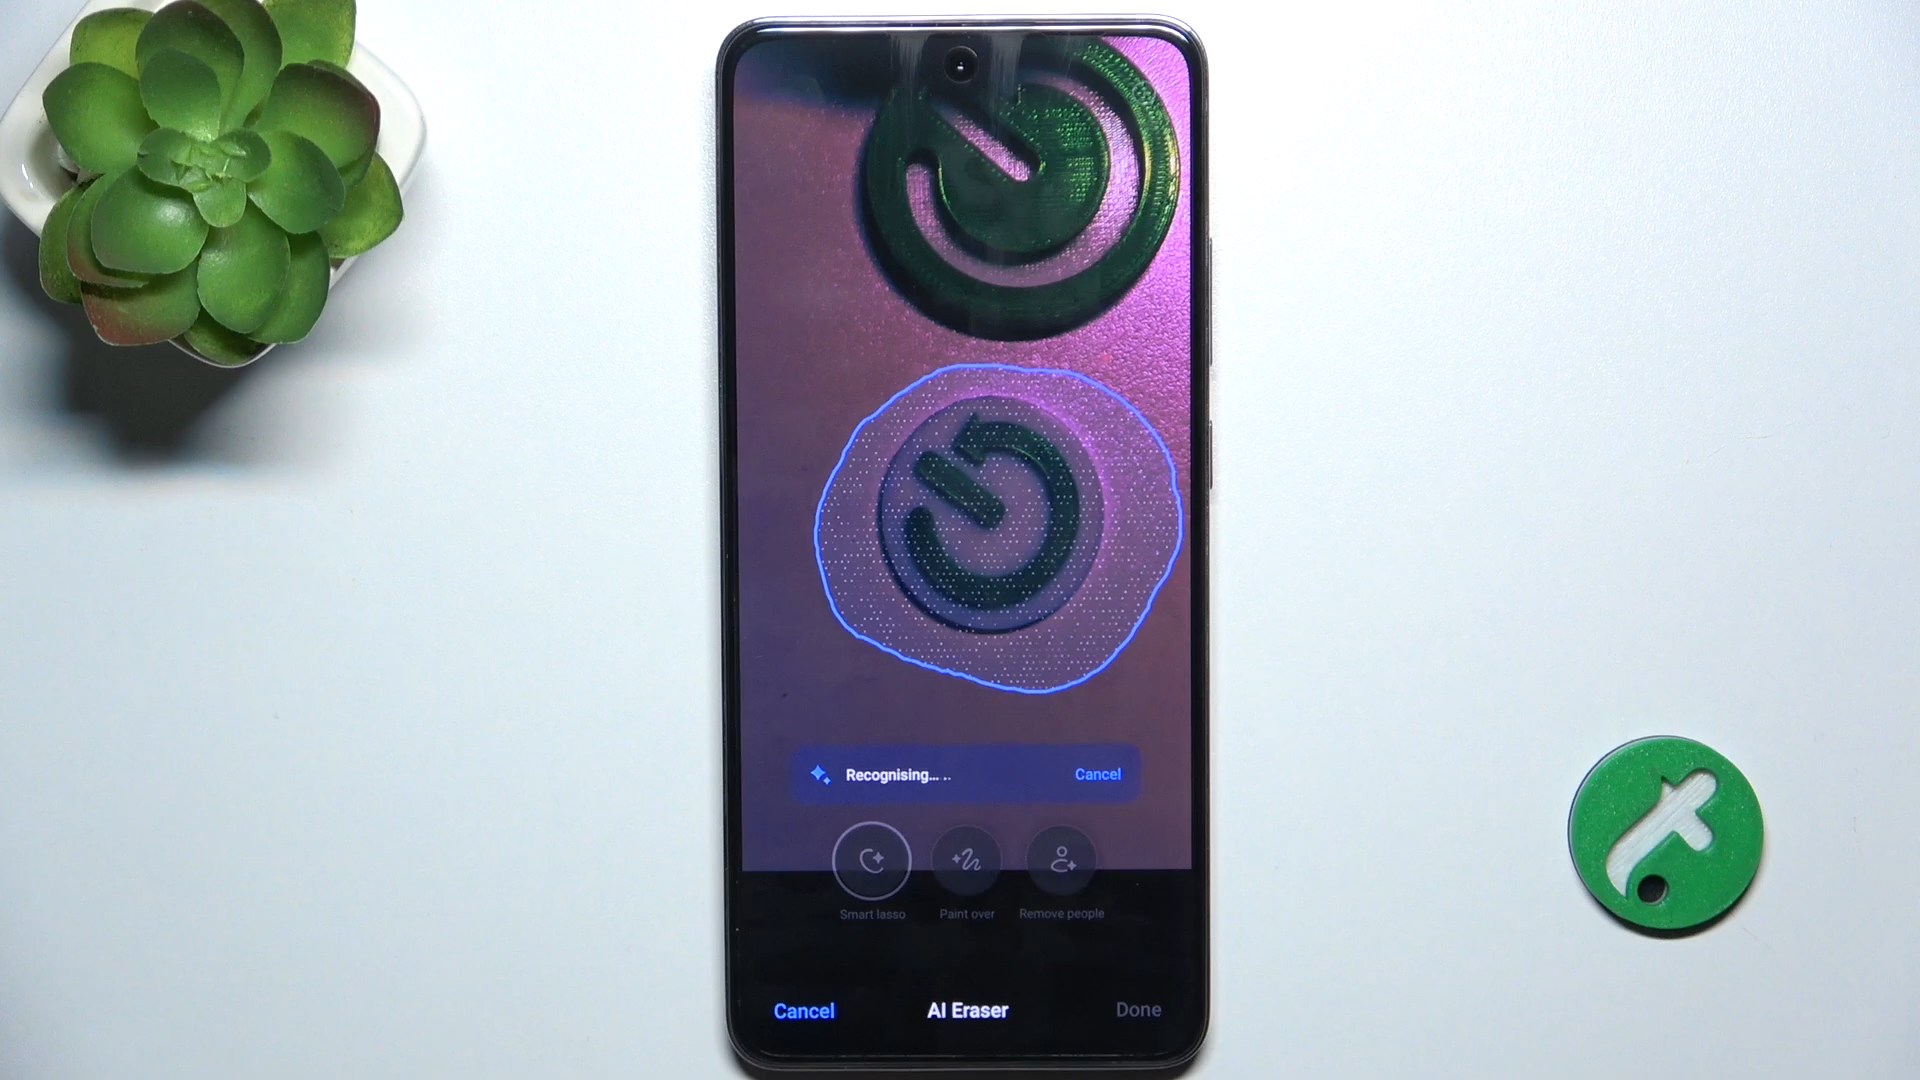 Recognising.....
Cancel
Smart lasso
Paint over
Remove people
Cancel
AI Eraser
Done